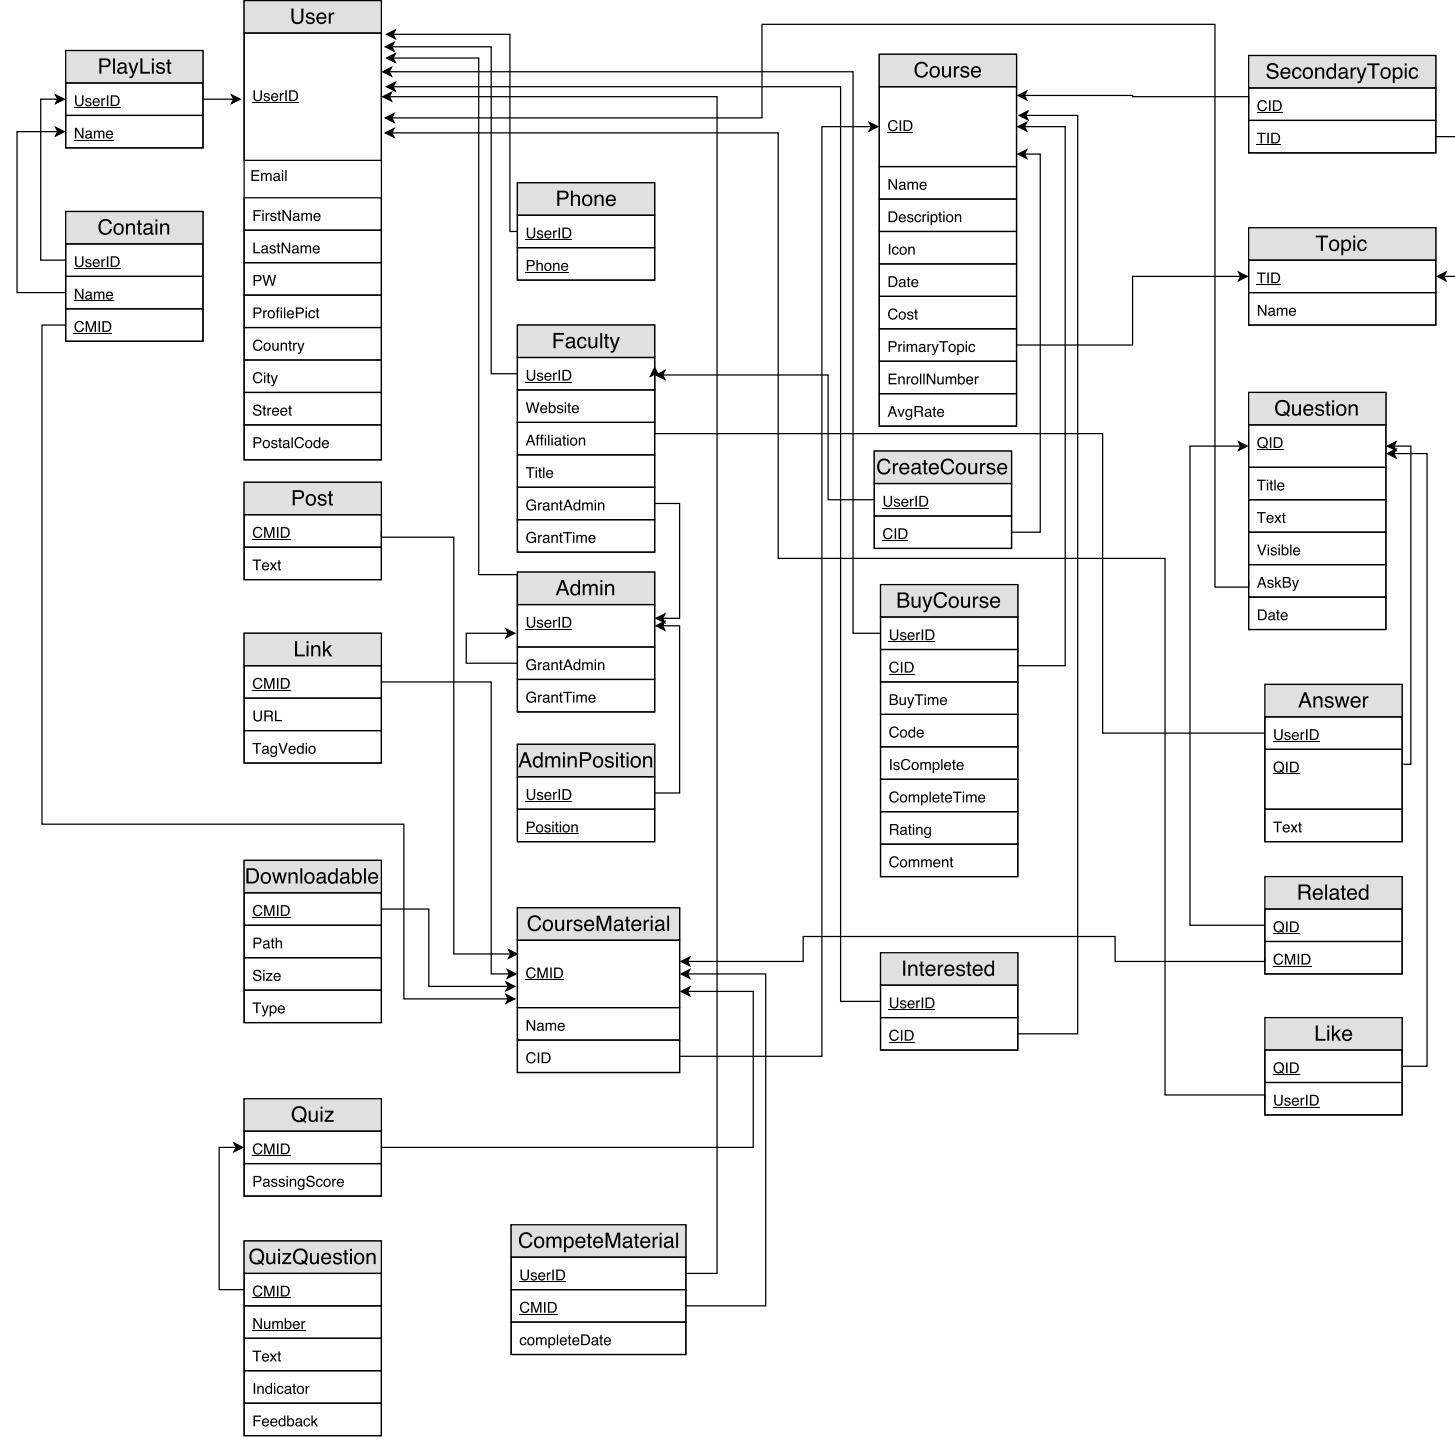 User
UserID
Email
FirstName
LastName
PW
ProfilePict
Country
City
Street
PostalCode
PlayList
UserID
Name
Contain
UserID
Name
CMID
Post
CMID
Text
Link
CMID
URL
TagVedio
Downloadable
CMID
Path
Size
Type
Quiz
CMID
PassingScore
QuizQuestion
CMID
Number
Text
Indicator
Feedback
Phone
UserID
Phone
Faculty
UserID
Website
Affiliation
Title
GrantAdmin
GrantTime
Admin
UserID
GrantAdmin
GrantTime
AdminPosition
UserID
Position
CourseMaterial
CMID
Name
CID
CompeteMaterial
UserID
CMID
completeDate
Course
CID
Name
Description
Icon
Date
Cost
PrimaryTopic
EnrollNumber
AvgRate
CreateCourse
UserID
CID
BuyCourse
UserID
CID
BuyTime
Code
IsComplete
CompleteTime
Rating
Comment
Interested
UserID
CID
SecondaryTopic
CID
TID
Topic
TID
Name
Question
QID
Title
Text
Visible
AskBy
Date
Answer
UserID
QID
Text
Related
QID
CMID
Like
QID
UserID